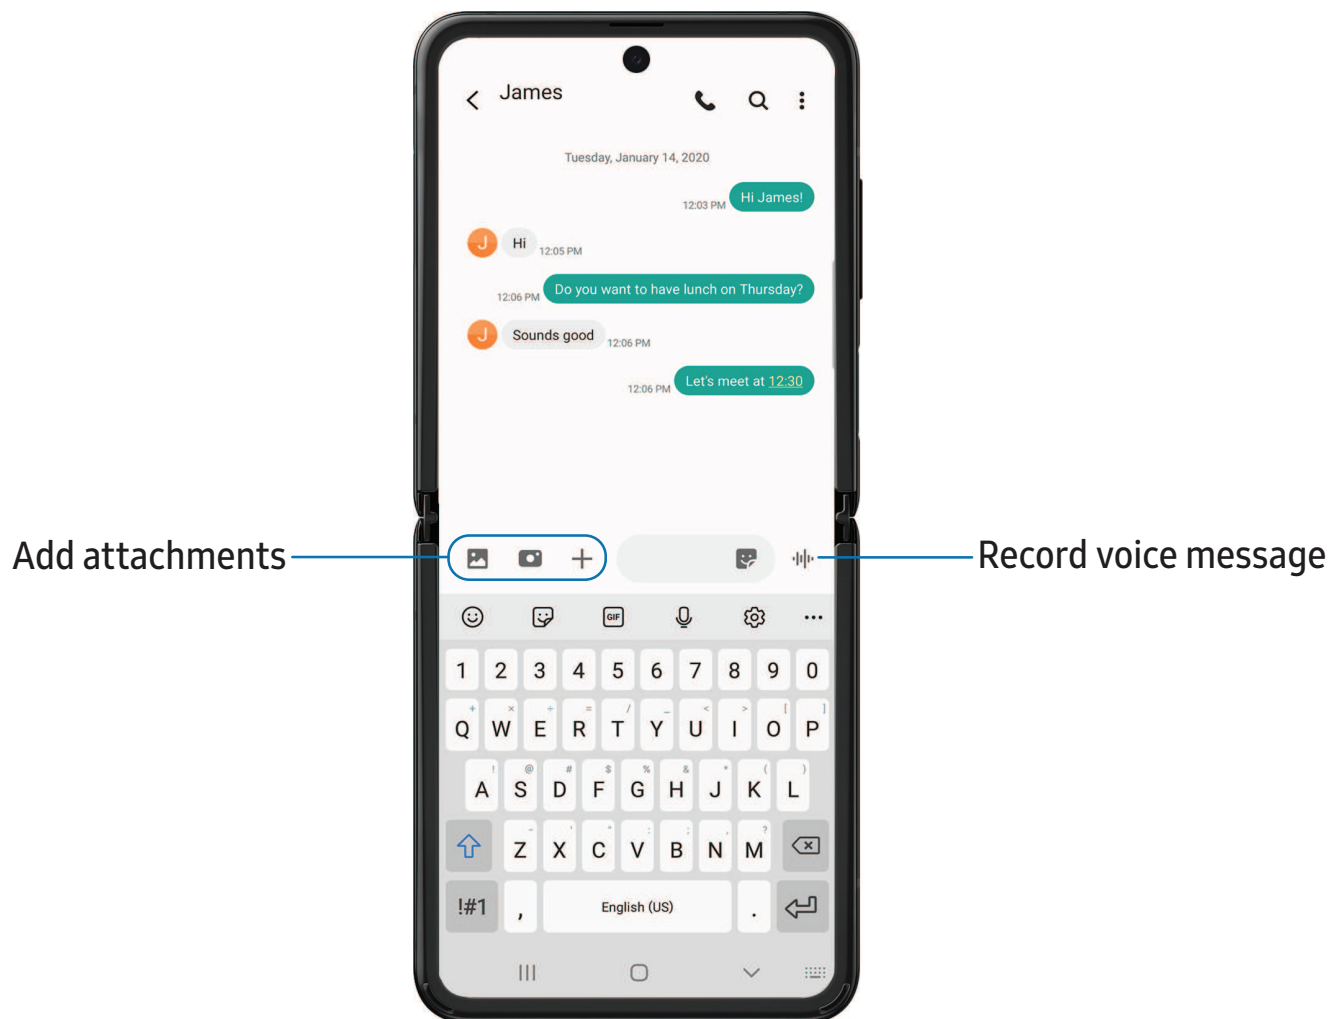 James
Tuesday, January 14, 2020
12:03 PM Hi James!
J Hi 12:05 PM
12:06 PM Do you want to have lunch on Thursday?
J Sounds good 12:06 PM
12:06 PM Let's meet at 12:30
Add attachments
Record voice message
GIF
1 2 3 4 5 6 7 8 9 0
+ × ÷ = / _ < > [ ]
Q W E R T Y U I O P
! @ # $ % & * ( )
A S D F G H J K L
- ' " : ; , ?
Z X C V B N M
!#1 , English (US) .